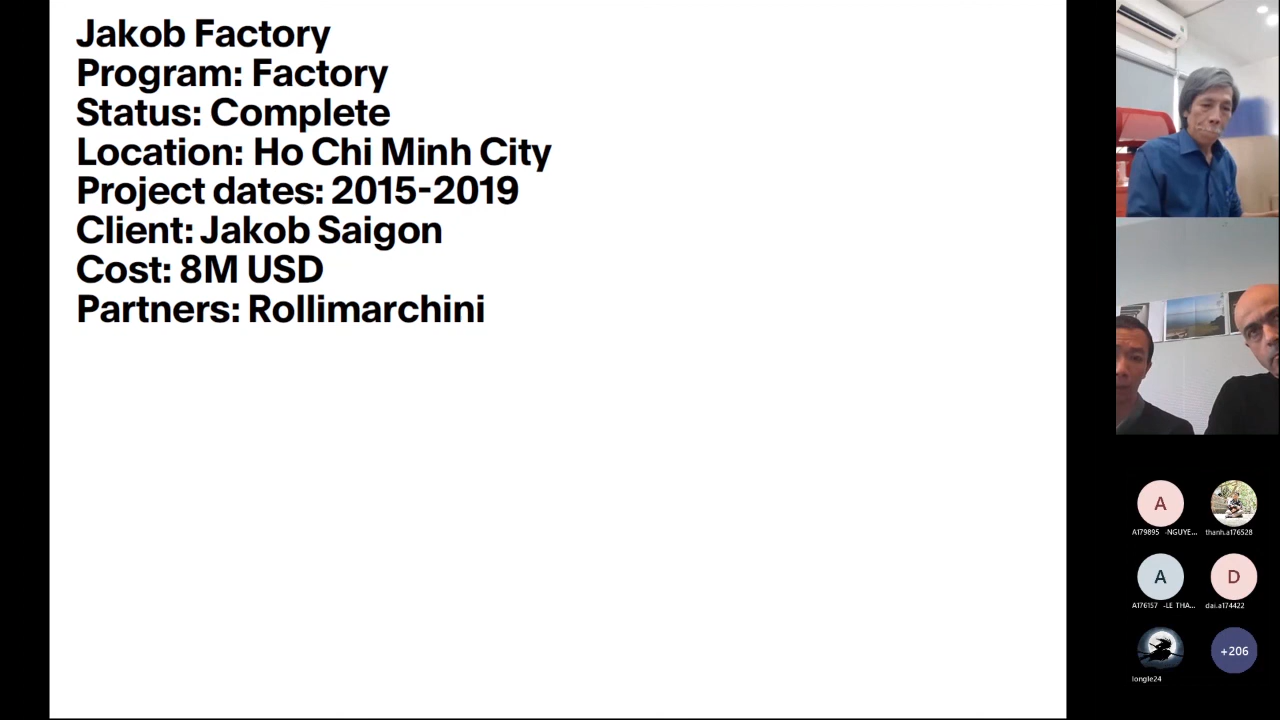 Jakob Factory
Program: Factory
Status: Complete
Location: Ho Chi Minh City
Project dates: 2015-2019
Client: Jakob Saigon
Cost: 8M USD
Partners: Rollimarchini
A
A179895 -NGUYE...
thanh.a176528
A
A176157 -LE THA...
D
dai.a174422
longle24
+206